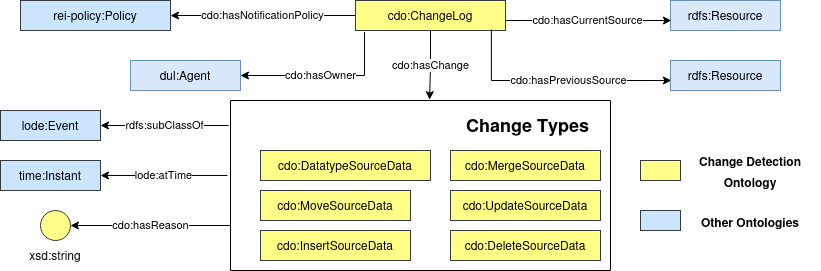 rei-policy:Policy
cdo:hasNotificationPolicy
cdo:ChangeLog
cdo:hasCurrentSource
rdfs:Resource
dul:Agent
cdo:hasOwner
cdo:hasChange
cdo:hasPreviousSource
rdfs:Resource
lode:Event
rdfs:subClassOf
Change Types
time:Instant
lode:atTime
cdo:DatatypeSourceData
cdo:MergeSourceData
Change Detection
Ontology
cdo:MoveSourceData
cdo:UpdateSourceData
cdo:hasReason
Other Ontologies
xsd:string
cdo:InsertSourceData
cdo:DeleteSourceData